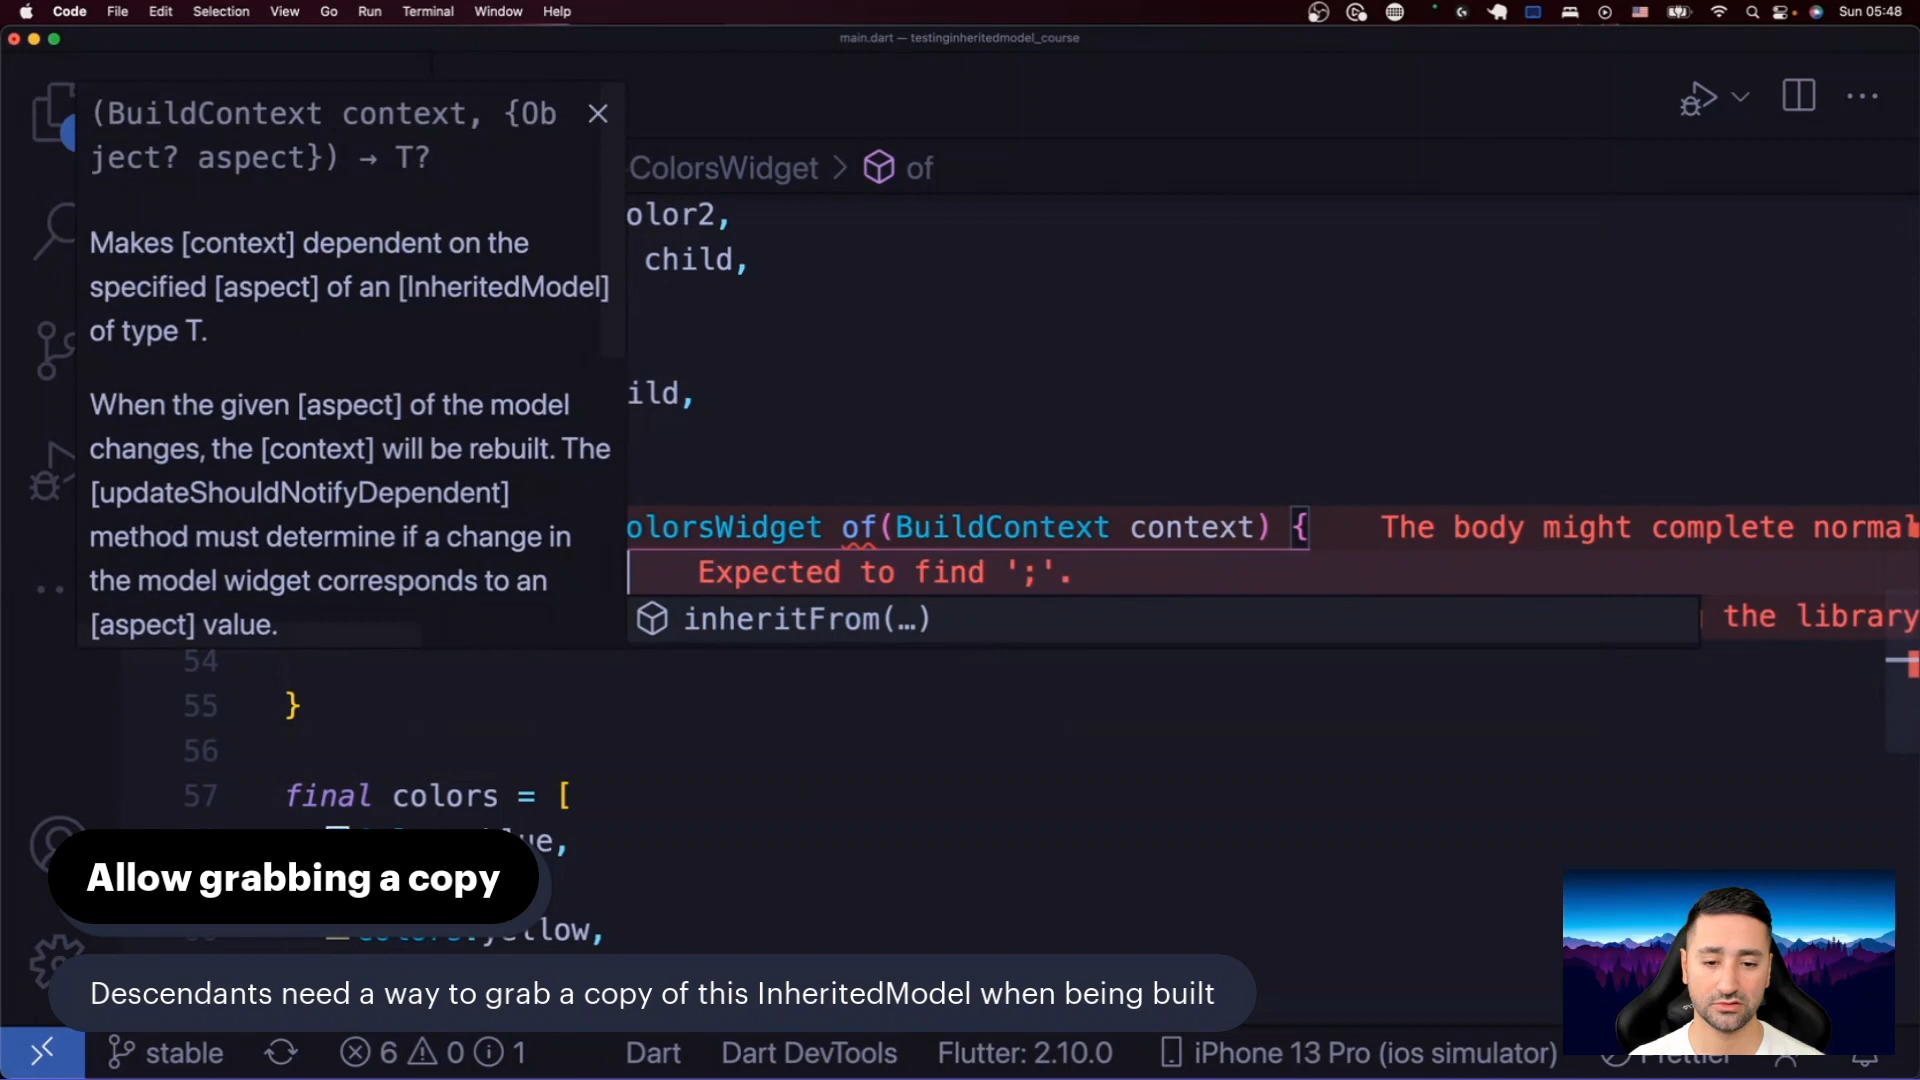 Code File Edit Selection View Go Run Terminal Window Help Sun 05:48
main.dart — testinginheritedmodel_course
(BuildContext context, {Ob
ject? aspect}) → T?
Makes [context] dependent on the
specified [aspect] of an [InheritedModel]
of type T.
When the given [aspect] of the model
changes, the [context] will be rebuilt. The
[updateShouldNotifyDependent]
method must determine if a change in
the model widget corresponds to an
[aspect] value.
ColorsWidget > of
olor2,
child,
ild,
olorsWidget of(BuildContext context) { The body might complete normal
Expected to find ';'.
inheritFrom(…)
the library
54
55 }
56
57 final colors = [
ue,
yellow,
Allow grabbing a copy
Descendants need a way to grab a copy of this InheritedModel when being built
stable 6 0 1 Dart Dart DevTools Flutter: 2.10.0 iPhone 13 Pro (ios simulator)